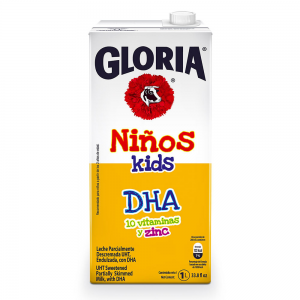 GLORIA
Niños
kids
DHA
10 vitaminas
y zinc
Leche Parcialmente
Descremada UHT,
Endulzada, con DHA
UHT Sweetened
Partially Skimmed
Milk, with DHA
1L